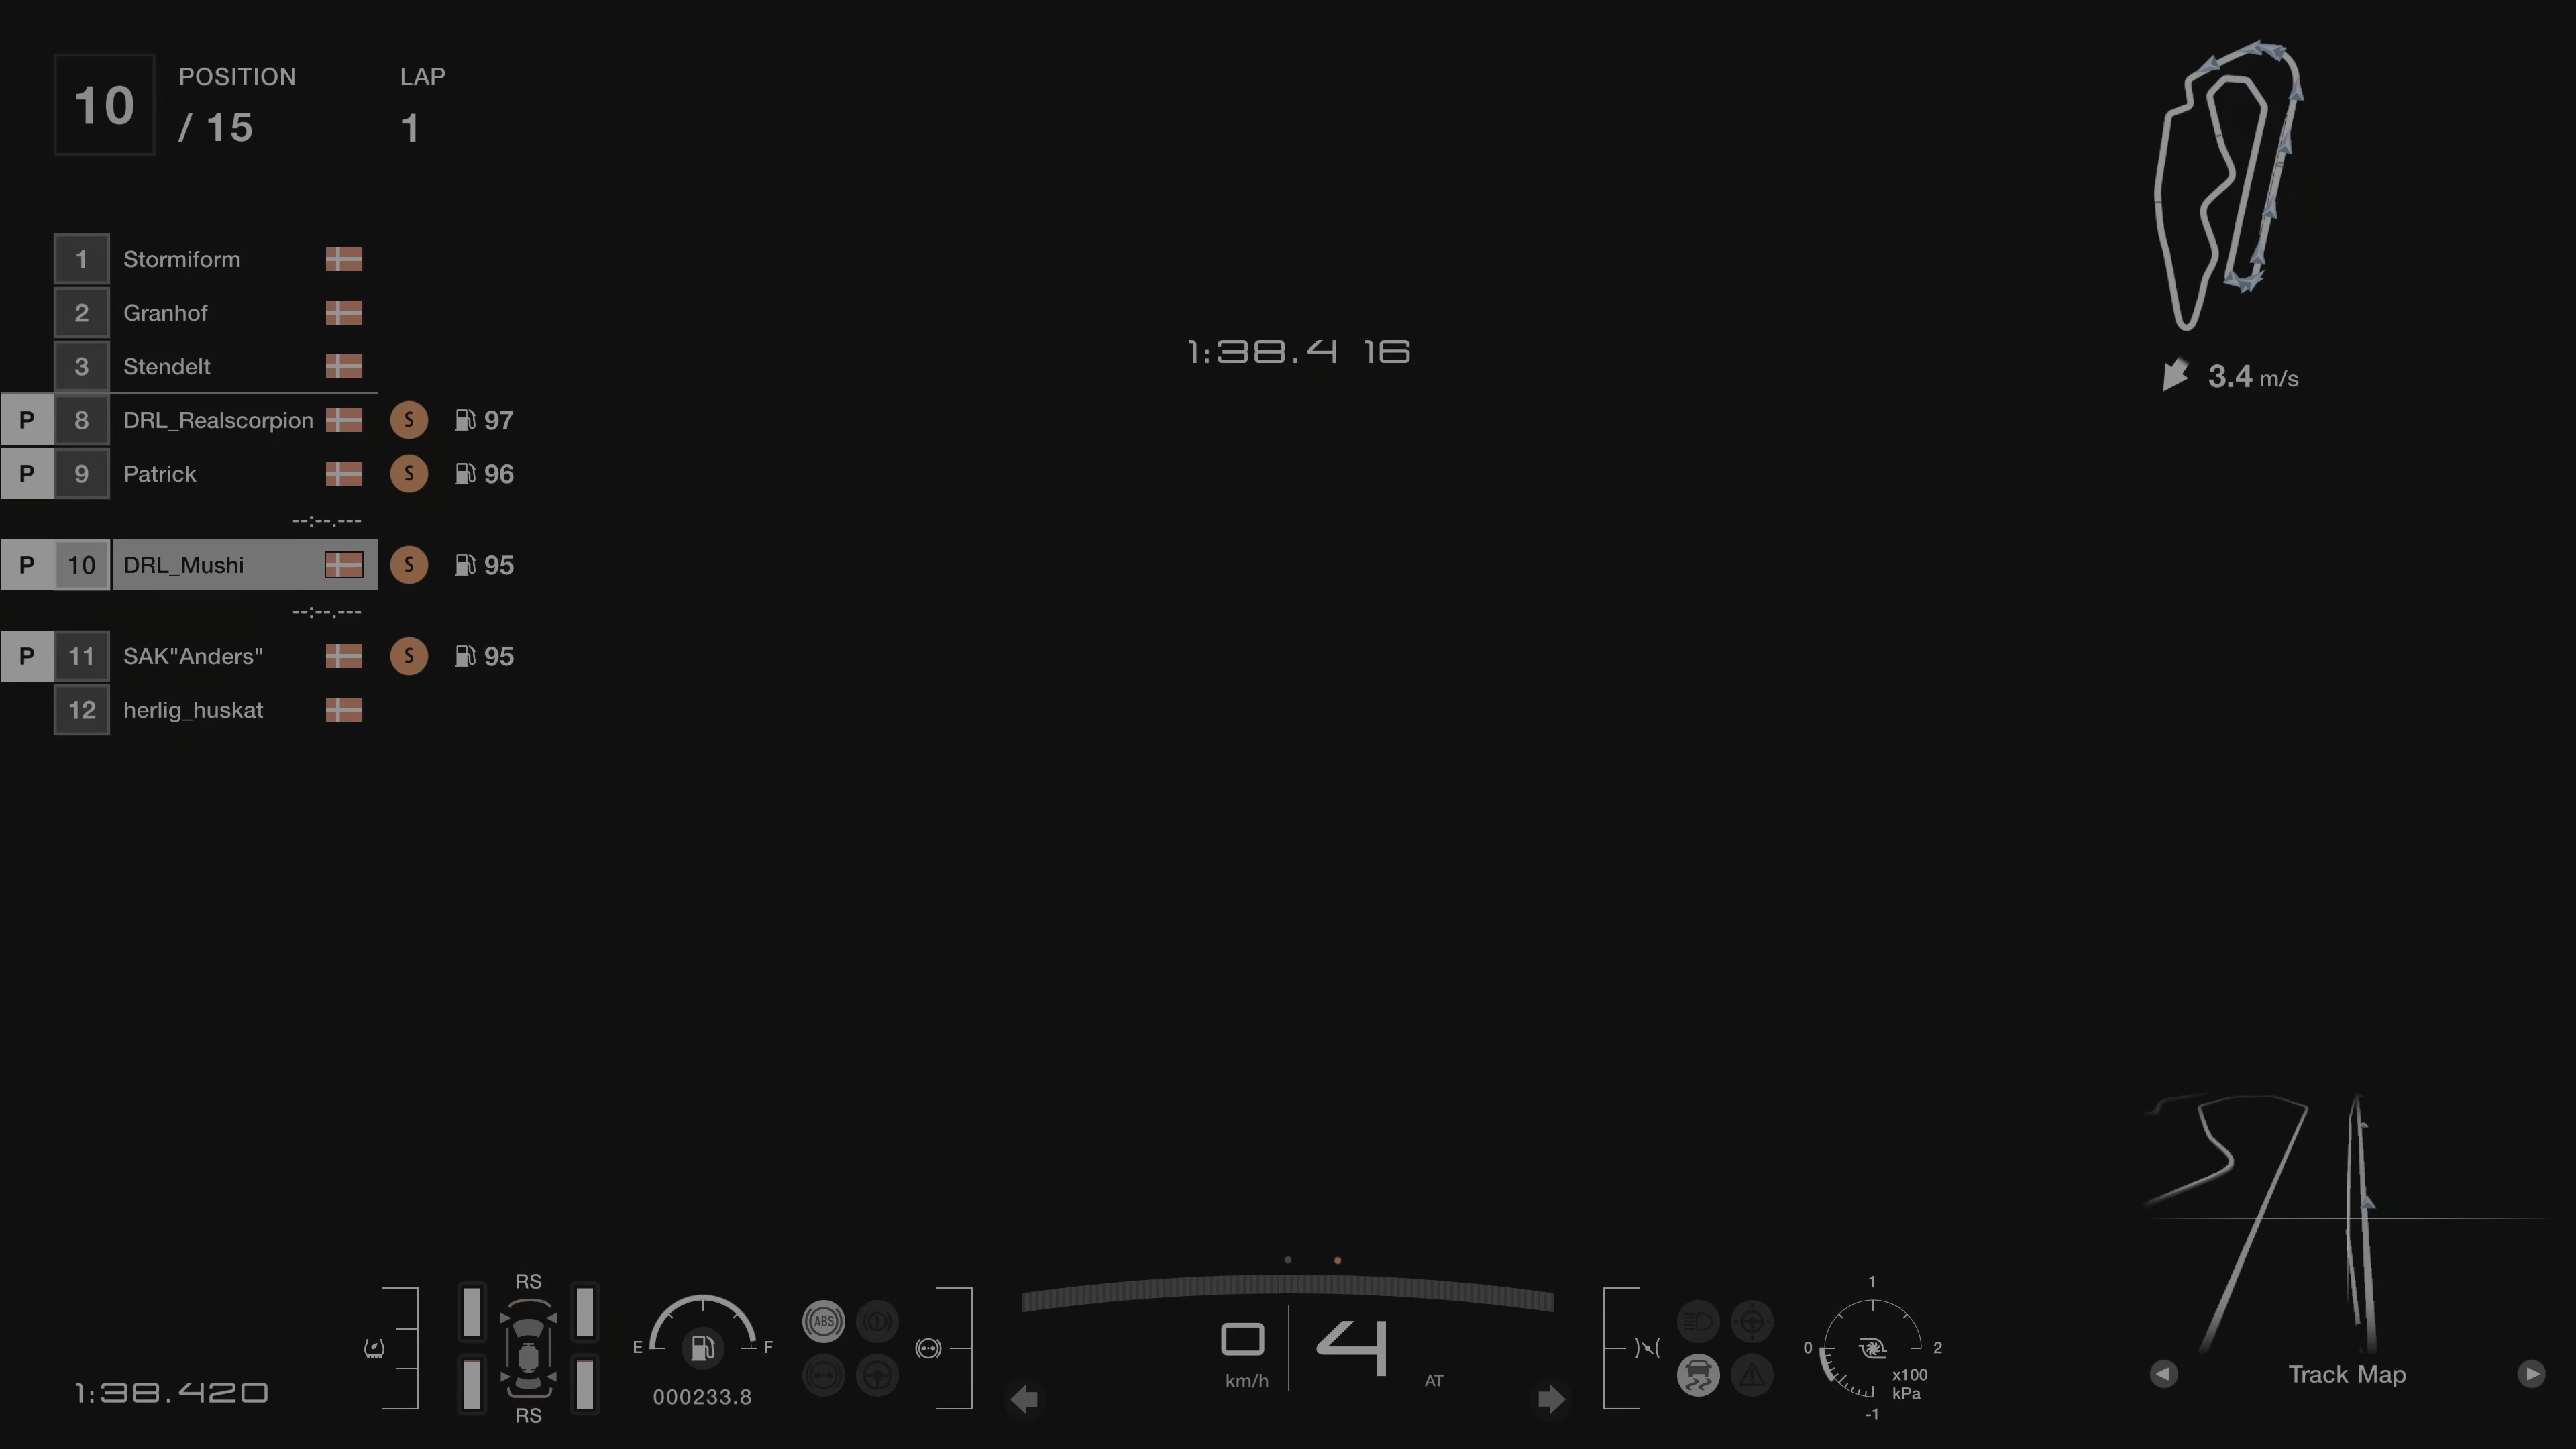 10 POSITION / 15 LAP 1
1 Stormiform
2 Granhof
3 Stendelt
P 8 DRL_Realscorpion S 97
P 9 Patrick S 96
--:--.---
P 10 DRL_Mushi S 95
--:--.---
P 11 SAK"Anders" S 95
12 herlig_huskat
1:38.4 16
3.4 m/s
1:38.420
RS
RS
E F
000233.8
ABS
0 km/h
4 AT
1
0 2
x100 kPa
-1
Track Map